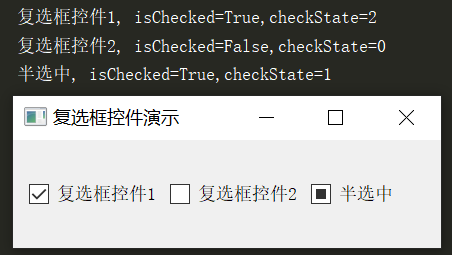 复选框控件1, isChecked=True,checkState=2
复选框控件2, isChecked=False,checkState=0
半选中, isChecked=True,checkState=1
复选框控件演示
复选框控件1 复选框控件2 半选中